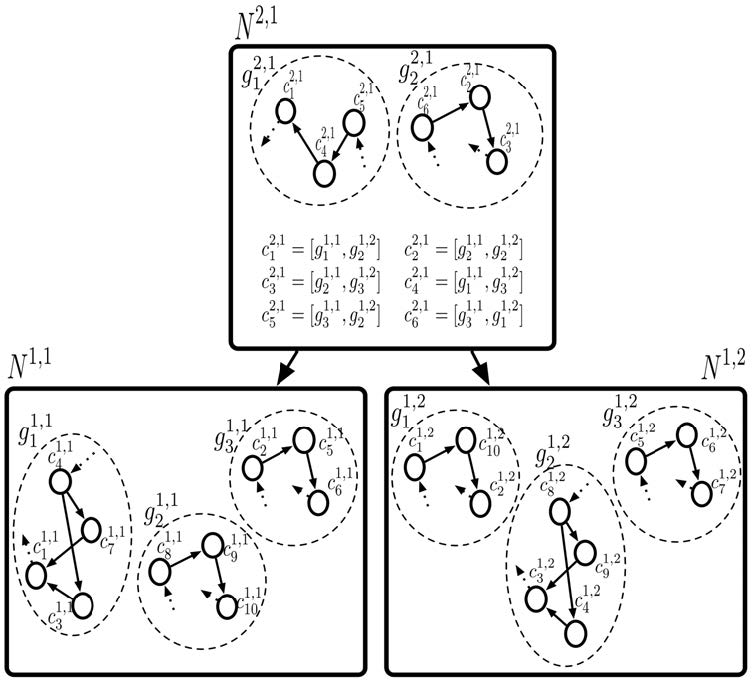 N^{2,1}
g_1^{2,1}
c_1^{2,1}
c_5^{2,1}
c_4^{2,1}
g_2^{2,1}
c_2^{2,1}
c_6^{2,1}
c_3^{2,1}
c_1^{2,1} = [g_1^{1,1}, g_2^{1,2}] c_2^{2,1} = [g_2^{1,1}, g_2^{1,2}]
c_3^{2,1} = [g_2^{1,1}, g_3^{1,2}] c_4^{2,1} = [g_1^{1,1}, g_3^{1,2}]
c_5^{2,1} = [g_3^{1,1}, g_2^{1,2}] c_6^{2,1} = [g_3^{1,1}, g_1^{1,2}]
N^{1,1}
g_1^{1,1}
c_4^{1,1}
c_7^{1,1}
c_1^{1,1}
c_3^{1,1}
g_2^{1,1}
c_8^{1,1}
c_9^{1,1}
c_{10}^{1,1}
g_3^{1,1}
c_2^{1,1}
c_5^{1,1}
c_6^{1,1}
N^{1,2}
g_1^{1,2}
c_1^{1,2}
c_{10}^{1,2}
c_2^{1,2}
g_2^{1,2}
c_8^{1,2}
c_9^{1,2}
c_3^{1,2}
c_4^{1,2}
g_3^{1,2}
c_5^{1,2}
c_6^{1,2}
c_7^{1,2}